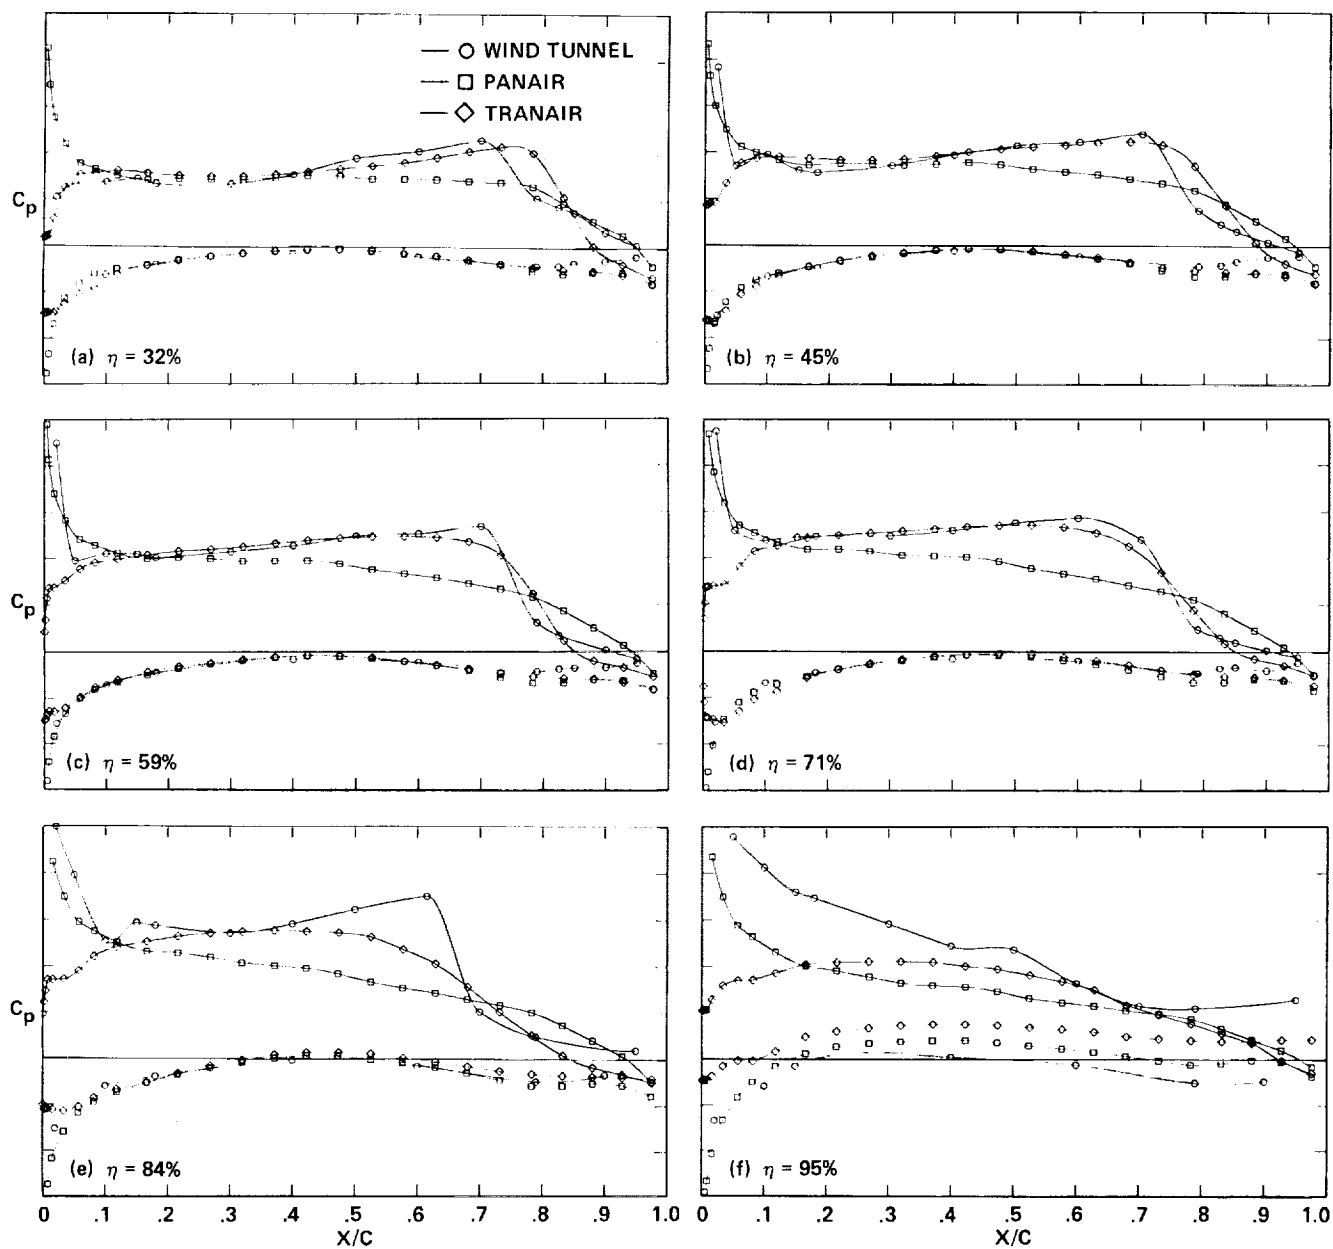 — ○ WIND TUNNEL
— □ PANAIR
— ◇ TRANAIR
Cp
(a) η = 32%
(b) η = 45%
Cp
(c) η = 59%
(d) η = 71%
Cp
(e) η = 84%
(f) η = 95%
0 .1 .2 .3 .4 .5 .6 .7 .8 .9 1.0
X/C
0 .1 .2 .3 .4 .5 .6 .7 .8 .9 1.0
X/C